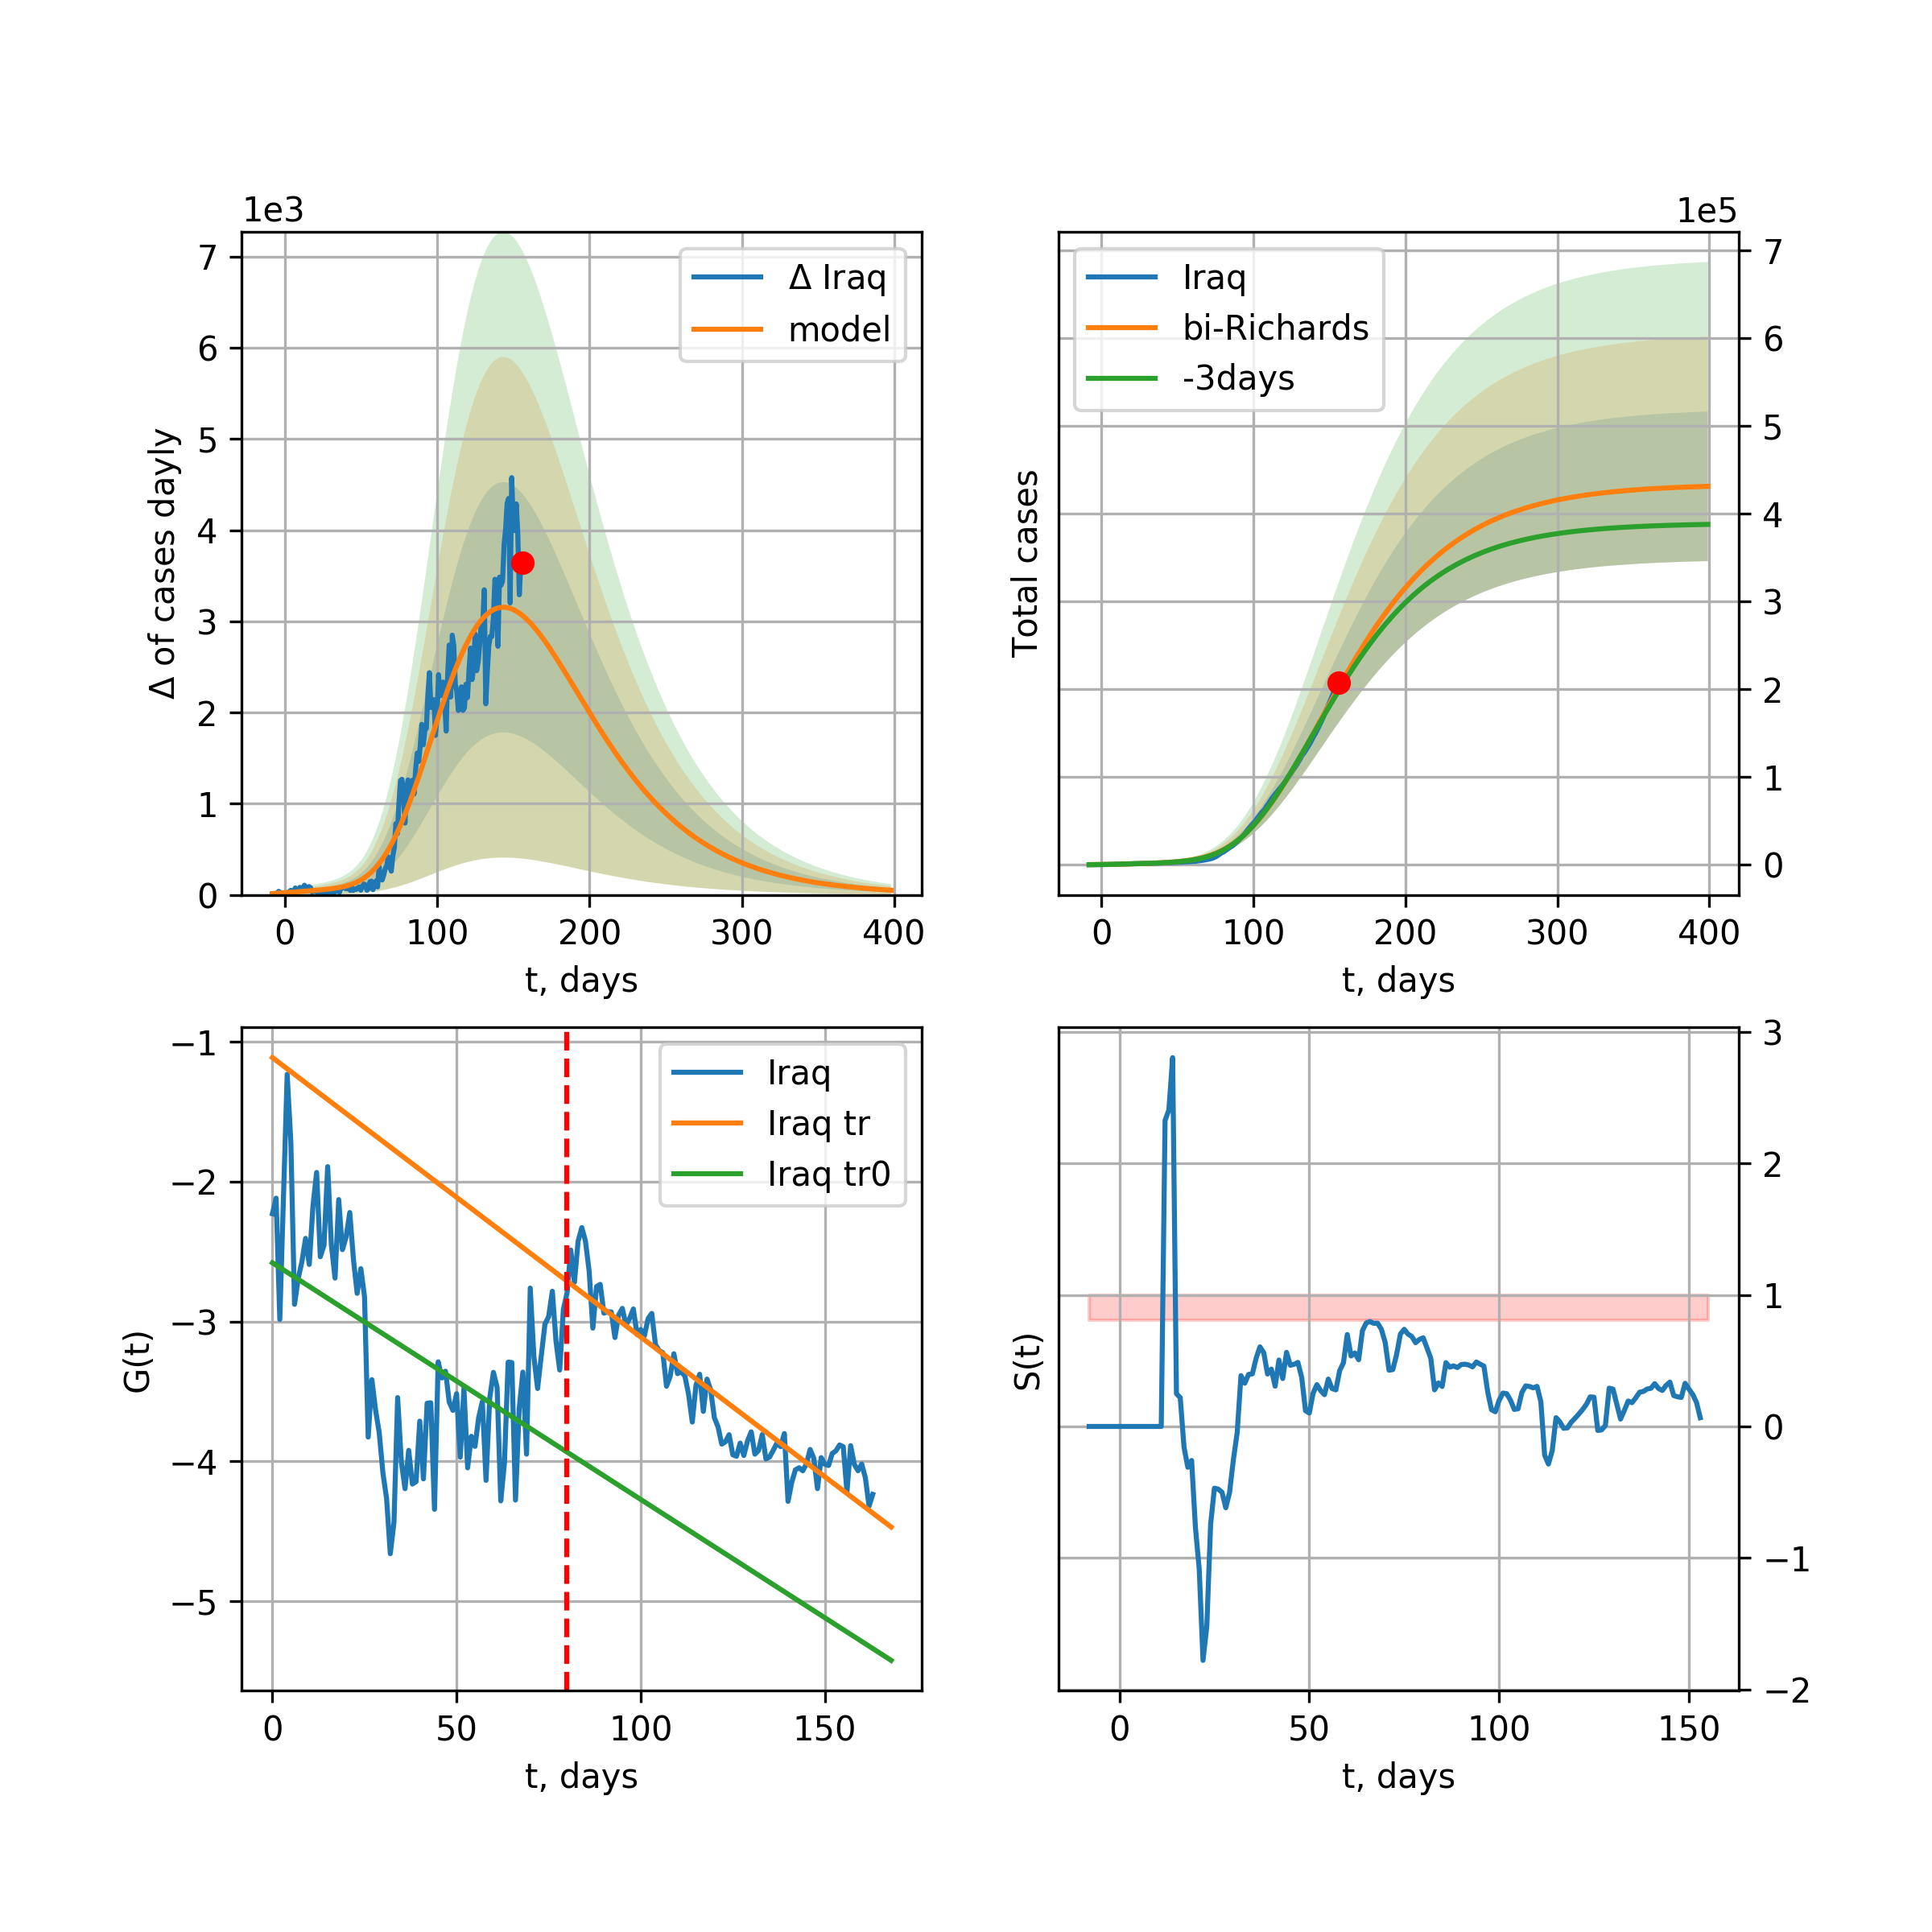 1e3
7
6
5
4
3
2
1
0
Δ of cases dayly
0 100 200 300 400
t, days
Δ Iraq
model
1e5
7
6
5
4
3
2
1
0
Total cases
0 100 200 300 400
t, days
Iraq
bi-Richards
-3days
−1
−2
−3
−4
−5
G(t)
0 50 100 150
t, days
Iraq
Iraq tr
Iraq tr0
3
2
1
0
−1
−2
S(t)
0 50 100 150
t, days